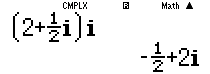 CMPLX R Math ▲
(2+½i)i
-½+2i